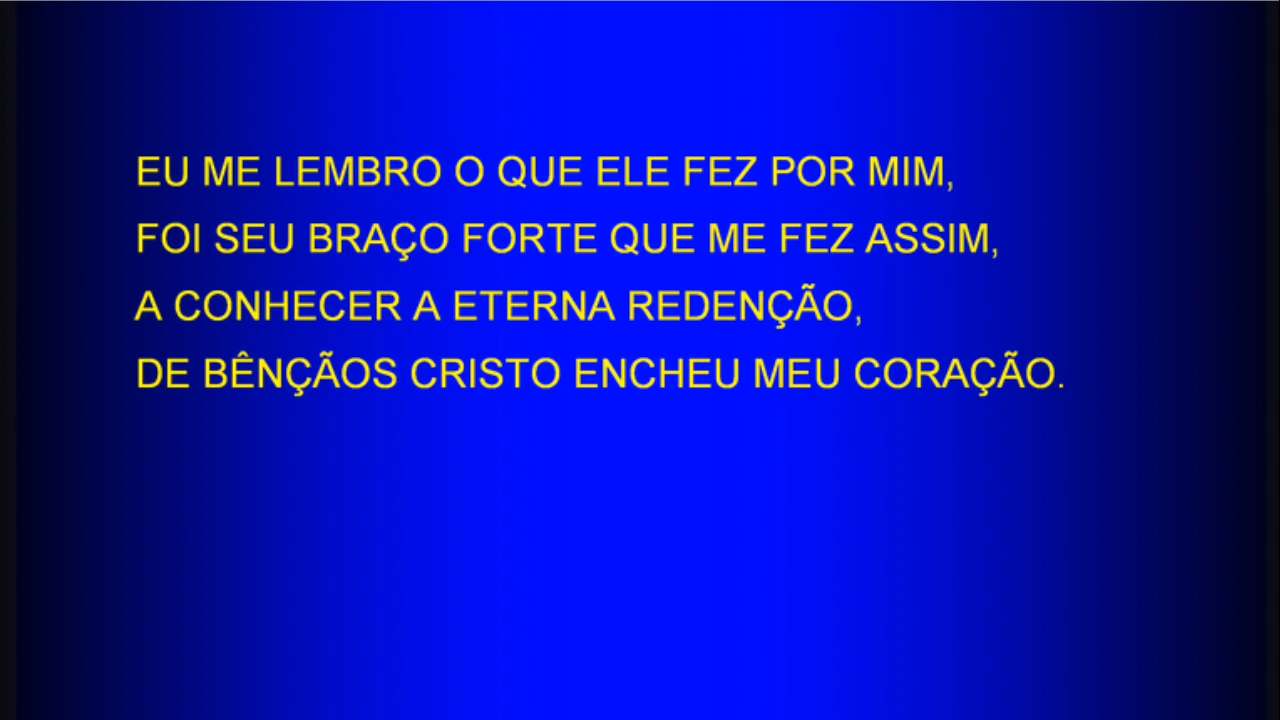 EU ME LEMBRO O QUE ELE FEZ POR MIM,
FOI SEU BRAÇO FORTE QUE ME FEZ ASSIM,
A CONHECER A ETERNA REDENÇÃO,
DE BÊNÇÃOS CRISTO ENCHEU MEU CORAÇÃO.